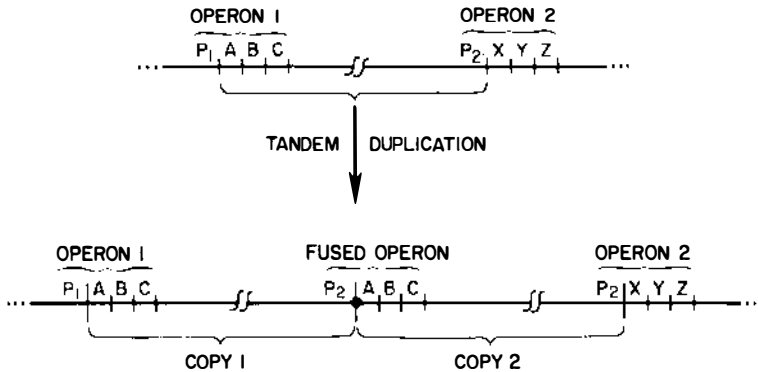 OPERON 1 OPERON 2
P1 A B C P2 X Y Z
TANDEM DUPLICATION
OPERON 1 FUSED OPERON OPERON 2
P1 A B C P2 A B C P2 X Y Z
COPY 1 COPY 2